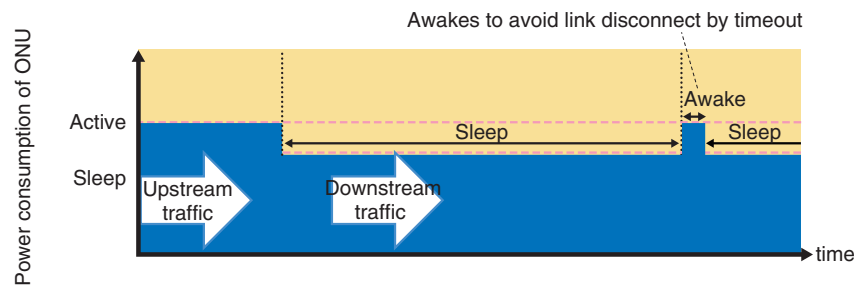 Awakes to avoid link disconnect by timeout
Power consumption of ONU
Awake
Active
Sleep
Sleep
Sleep
Upstream
traffic
Downstream
traffic
time